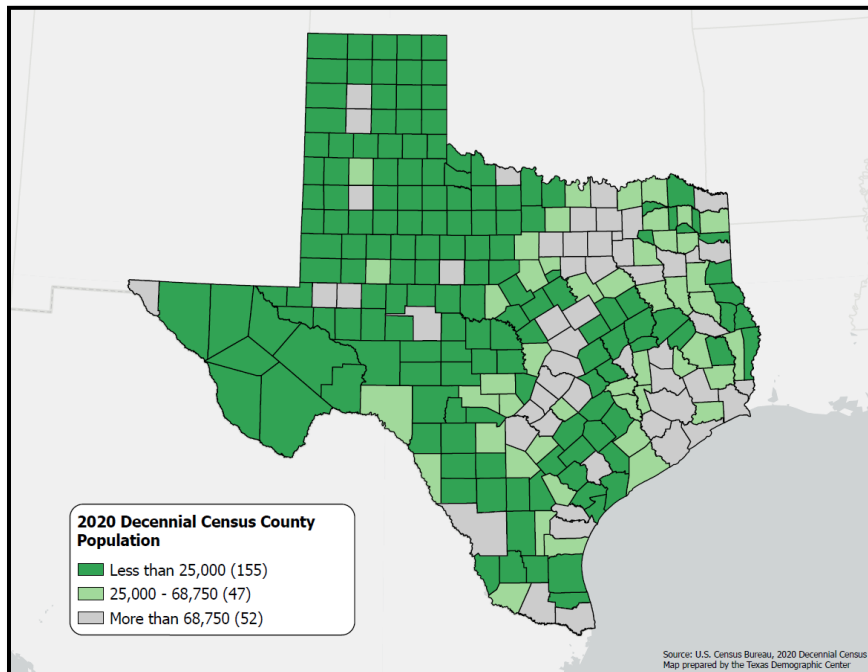 2020 Decennial Census County
Population
Less than 25,000 (155)
25,000 - 68,750 (47)
More than 68,750 (52)
Source: U.S. Census Bureau, 2020 Decennial Census
Map prepared by the Texas Demographic Center